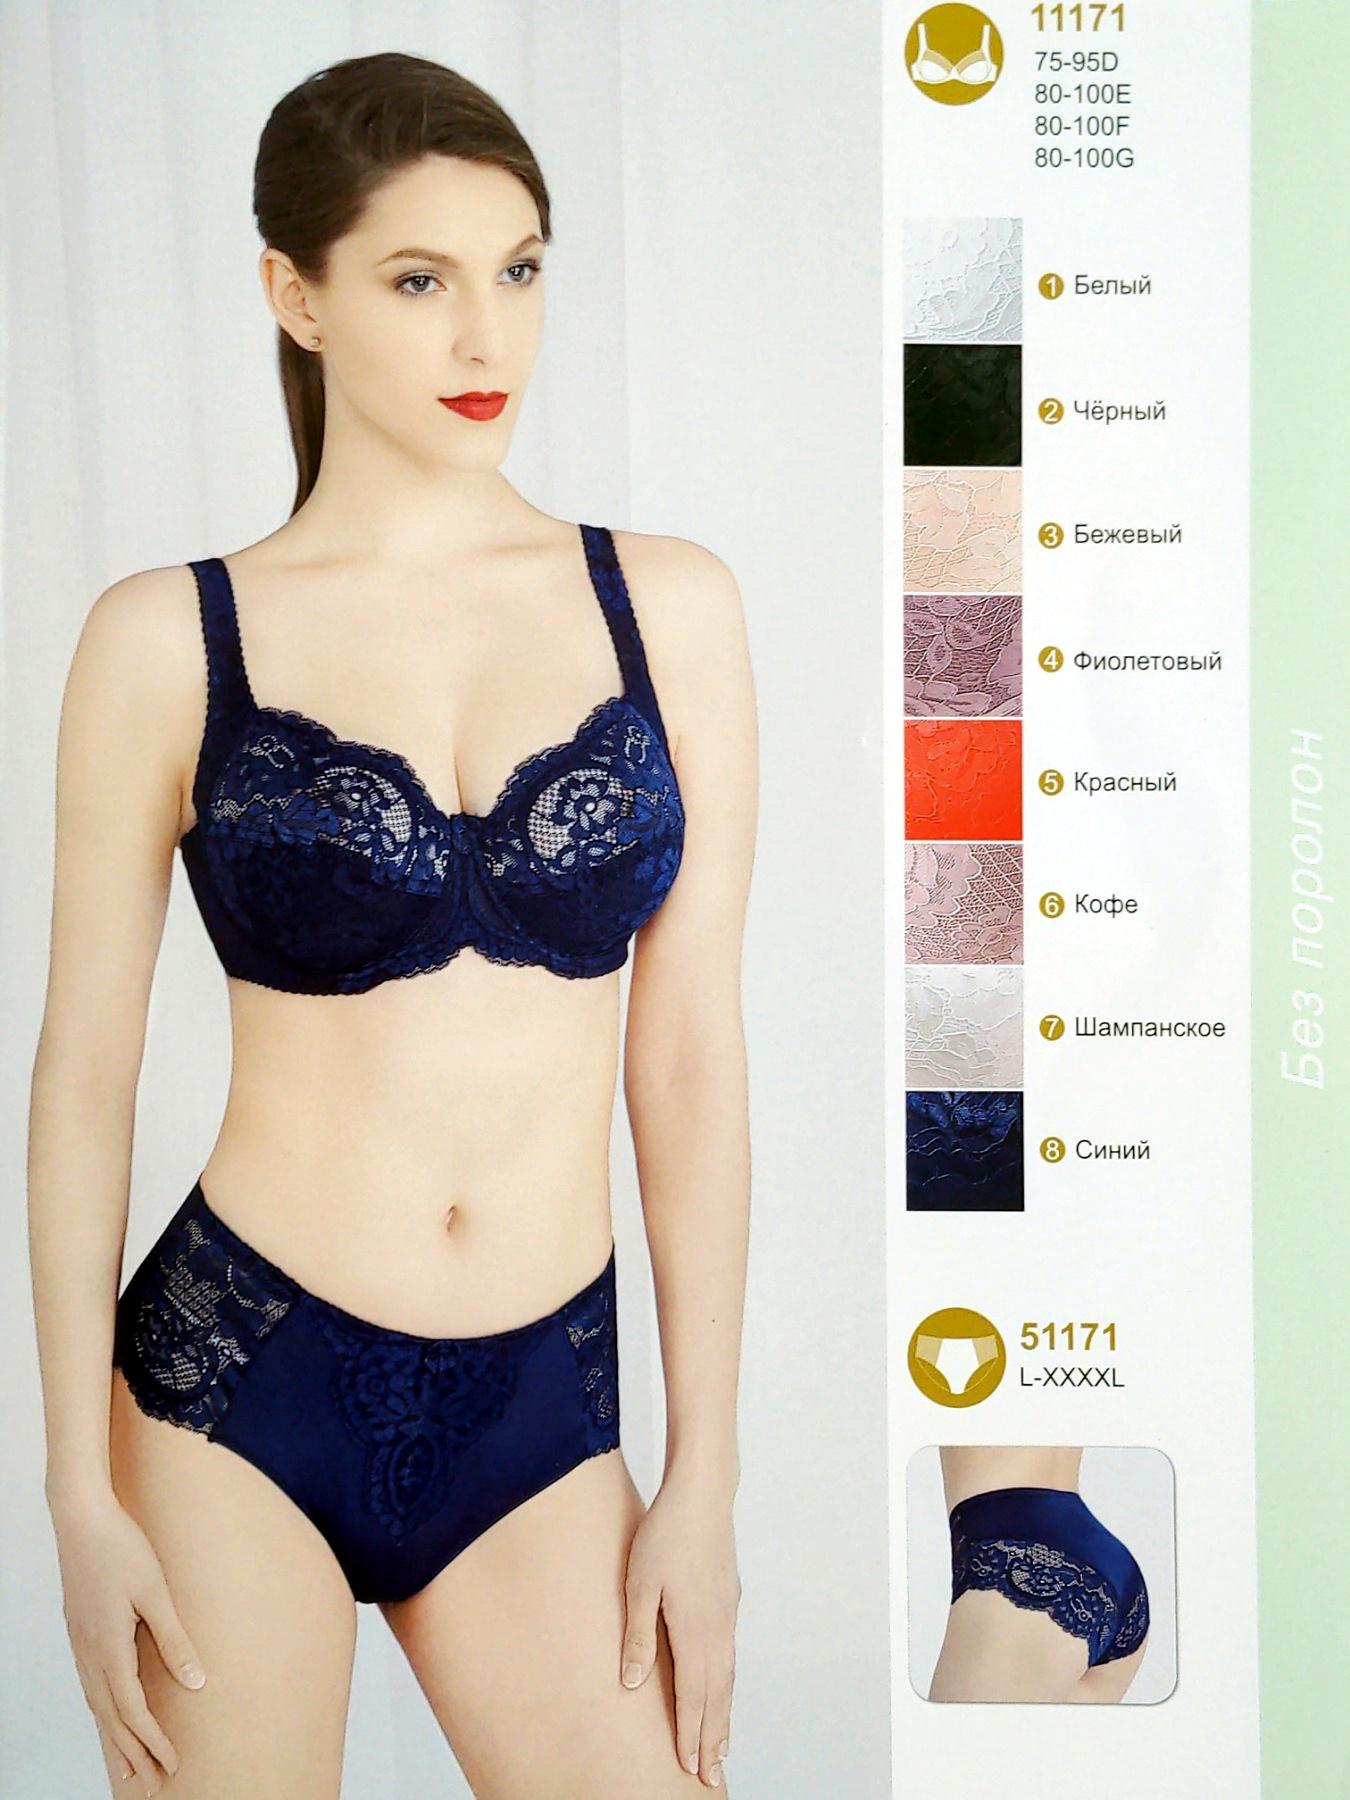 11171
75-95D
80-100E
80-100F
80-100G
1 Белый
2 Чёрный
3 Бежевый
4 Фиолетовый
5 Красный
6 Кофе
7 Шампанское
8 Синий
Без поролон
51171
L-XXXXL